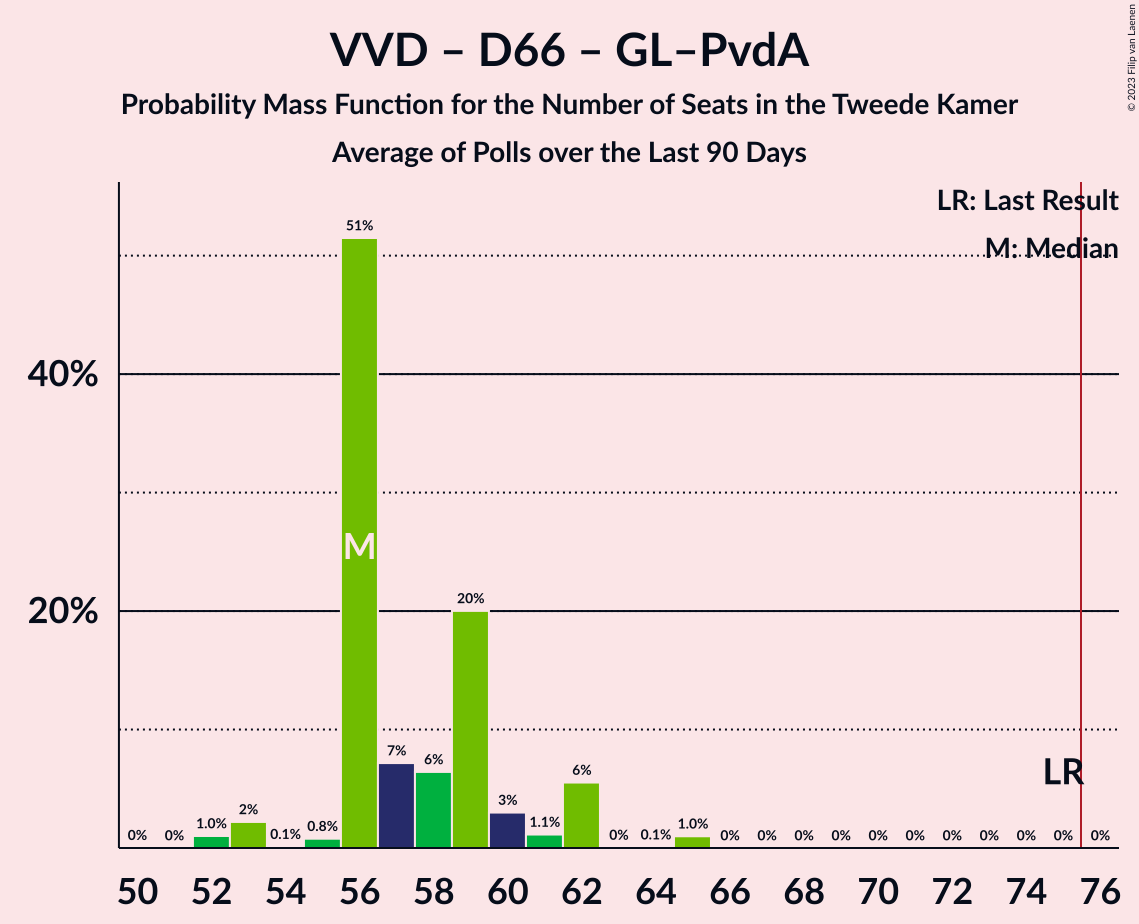 VVD – D66 – GL–PvdA
Probability Mass Function for the Number of Seats in the Tweede Kamer
Average of Polls over the Last 90 Days
© 2023 Filip van Laenen
LR: Last Result
M: Median
40%
20%
0% 0% 1.0% 2% 0.1% 0.8% 51% 7% 6% 20% 3% 1.1% 6% 0% 0.1% 1.0% 0% 0% 0% 0% 0% 0% 0% 0% 0% 0% 0%
M
LR
50 52 54 56 58 60 62 64 66 68 70 72 74 76